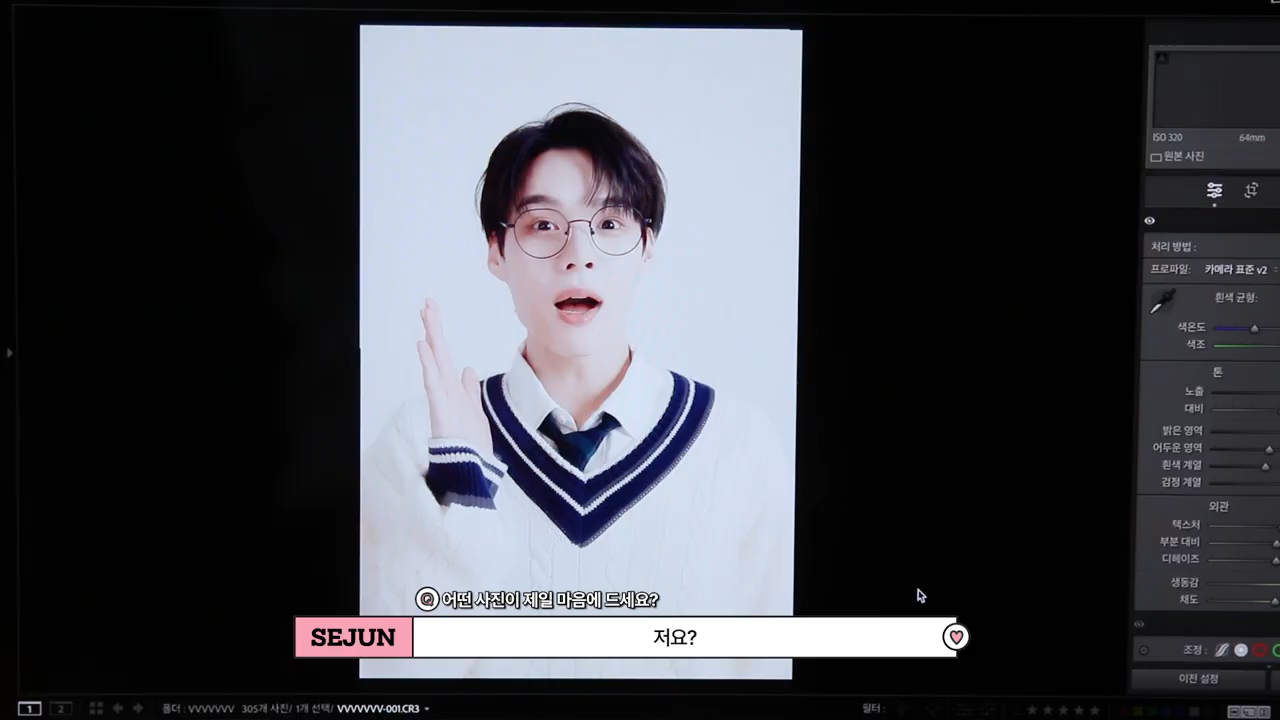 ISO 320 64mm
원본 사진
처리 방법 :
프로파일: 카메라 표준 v2
흰색 균형:
색온도
색조
톤
노출
대비
밝은 영역
어두운 영역
흰색 계열
검정 계열
외관
텍스처
부분 대비
디헤이즈
생동감
채도
조정 :
이전 설정
Q 어떤 사진이 제일 마음에 드세요?
SEJUN 저요?
1 2 폴더 : VVVVVVV 305개 사진/ 1개 선택/ VVVVVVV-001.CR3 필터 :